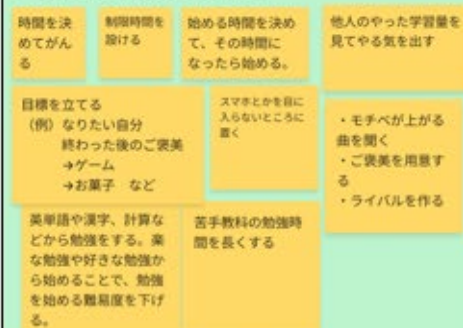 時間を決
めてがん
る
制限時間を
設ける
始める時間を決め
て、その時間に
なったら始める。
他人のやった学習量を
見てやる気を出す
目標を立てる
（例）なりたい自分
終わった後のご褒美
→ゲーム
→お菓子　など
スマホとかを目に
入らないところに
置く
・モチベが上がる
曲を聞く
・ご褒美を用意す
る
・ライバルを作る
英単語や漢字、計算な
どから勉強をする。楽
な勉強や好きな勉強か
ら始めることで、勉強
を始める難易度を下げ
る。
苦手教科の勉強時
間を長くする